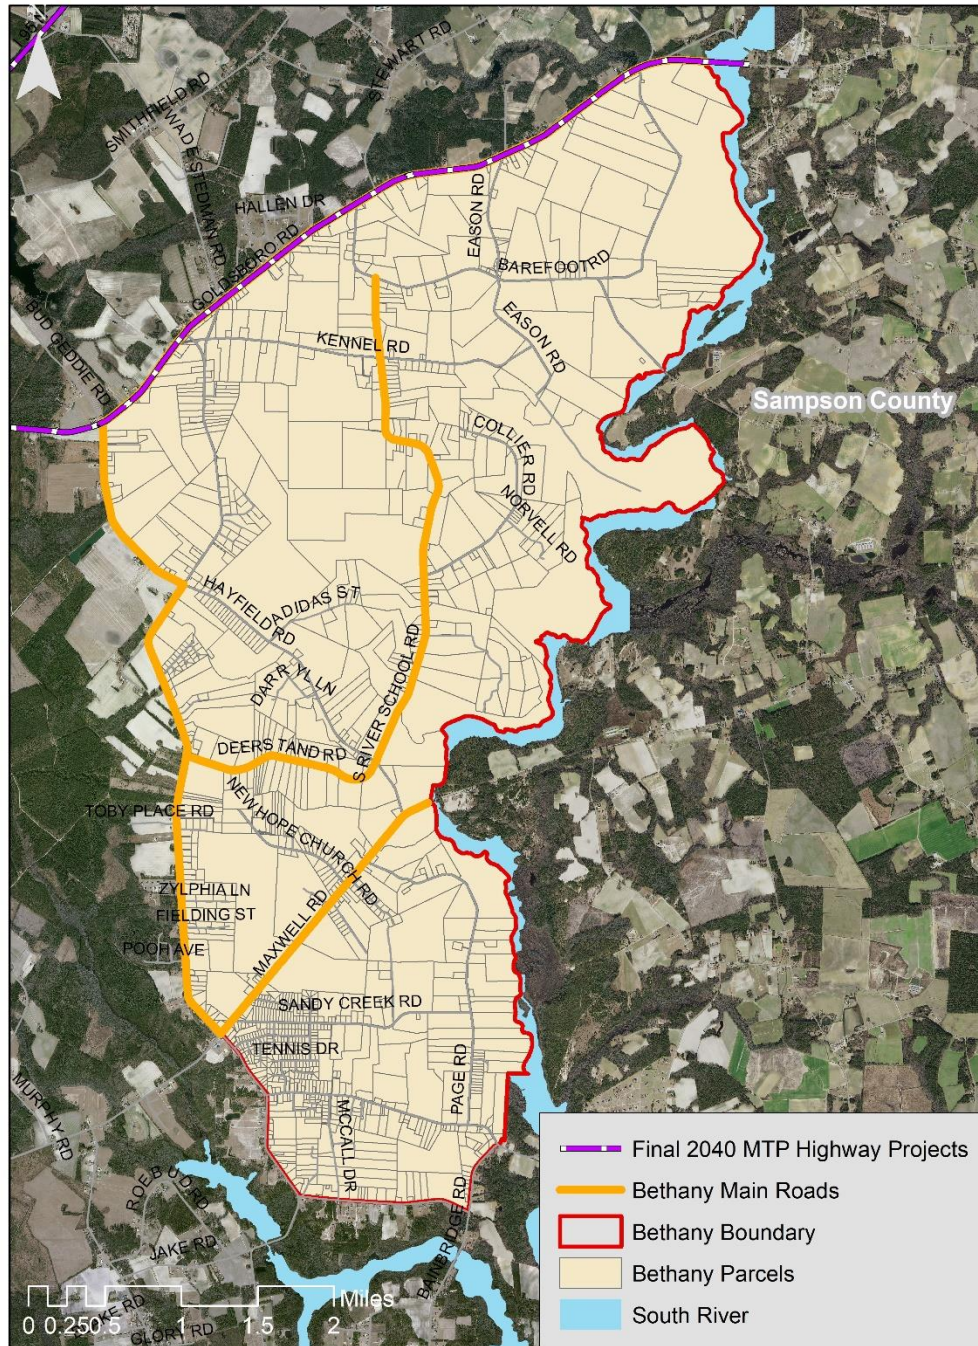 I 95 N
STEWART RD
SMITHFIELD RD
WADE STEDMAN RD
HALLEN DR
GOLDSBORO RD
EASON RD
BAREFOOT RD
BUD GEDDIE RD
EASON RD
KENNEL RD
Sampson County
COLLIER RD
NORVELL RD
HAYFIELD RD
ADIDAS ST
DARRYL LN
S RIVER SCHOOL RD
DEERSTAND RD
TOBY PLACE RD
NEW HOPE CHURCH RD
ZYLPHIA LN
FIELDING ST
POOH AVE
MAXWELL RD
SANDY CREEK RD
TENNIS DR
PAGE RD
MURPHY RD
MCCALL DR
ROEBUD RD
BAINBRIDGE RD
JAKE RD
KE RD
GLORY RD
Miles
0 0.25 0.5 1 1.5 2
Final 2040 MTP Highway Projects
Bethany Main Roads
Bethany Boundary
Bethany Parcels
South River